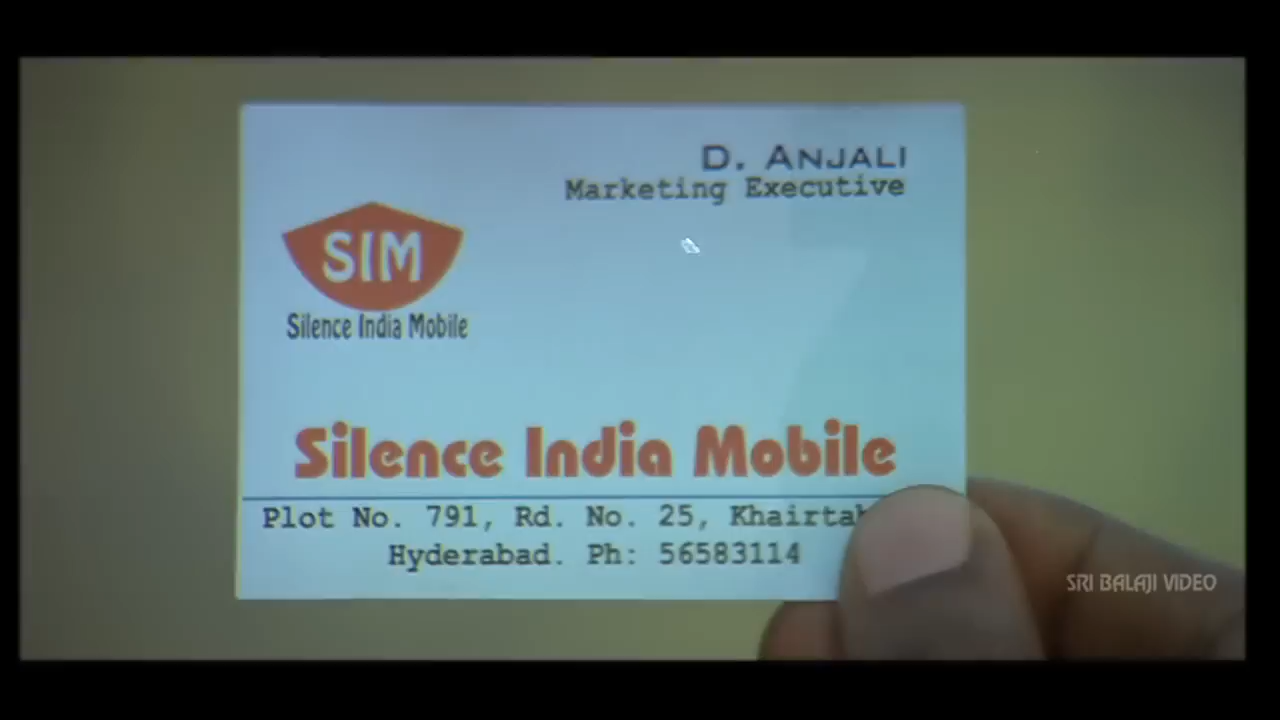 D. ANJALI
Marketing Executive
SIM
Silence India Mobile
Silence India Mobile
Plot No. 791, Rd. No. 25,
Hyderabad. Ph: 56583114
SRI BALAJI VIDEO